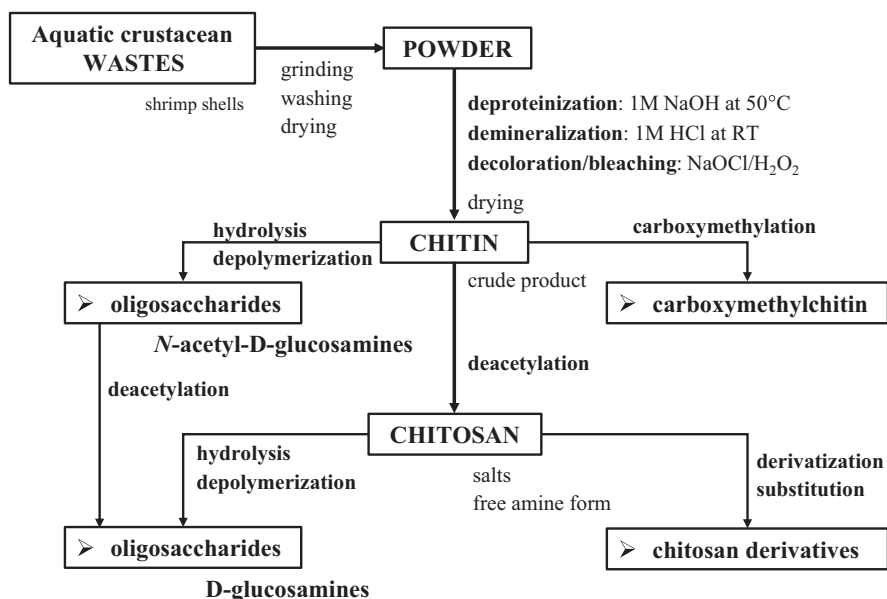 Aquatic crustacean
WASTES
POWDER
grinding
washing
drying
shrimp shells
deproteinization: 1M NaOH at 50°C
demineralization: 1M HCl at RT
decoloration/bleaching: NaOCl/H₂O₂
drying
hydrolysis
depolymerization
CHITIN
carboxymethylation
crude product
➢ oligosaccharides
➢ carboxymethylchitin
N-acetyl-D-glucosamines
deacetylation
deacetylation
CHITOSAN
hydrolysis
depolymerization
salts
free amine form
derivatization
substitution
➢ oligosaccharides
➢ chitosan derivatives
D-glucosamines